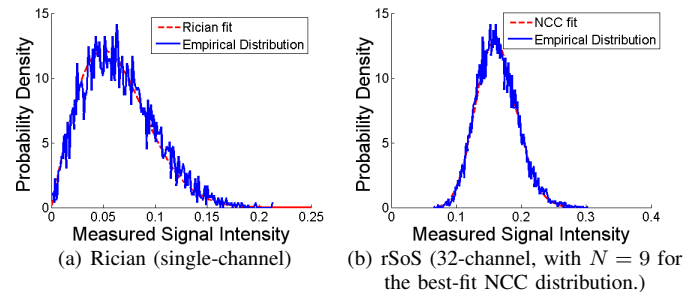 Rician fit
Empirical Distribution
Probability Density
15
10
5
0
0
0.05
0.1
0.15
0.2
0.25
Measured Signal Intensity
(a) Rician (single-channel)
NCC fit
Empirical Distribution
Probability Density
15
10
5
0
0
0.1
0.2
0.3
0.4
Measured Signal Intensity
(b) rSoS (32-channel, with N = 9 for
the best-fit NCC distribution.)